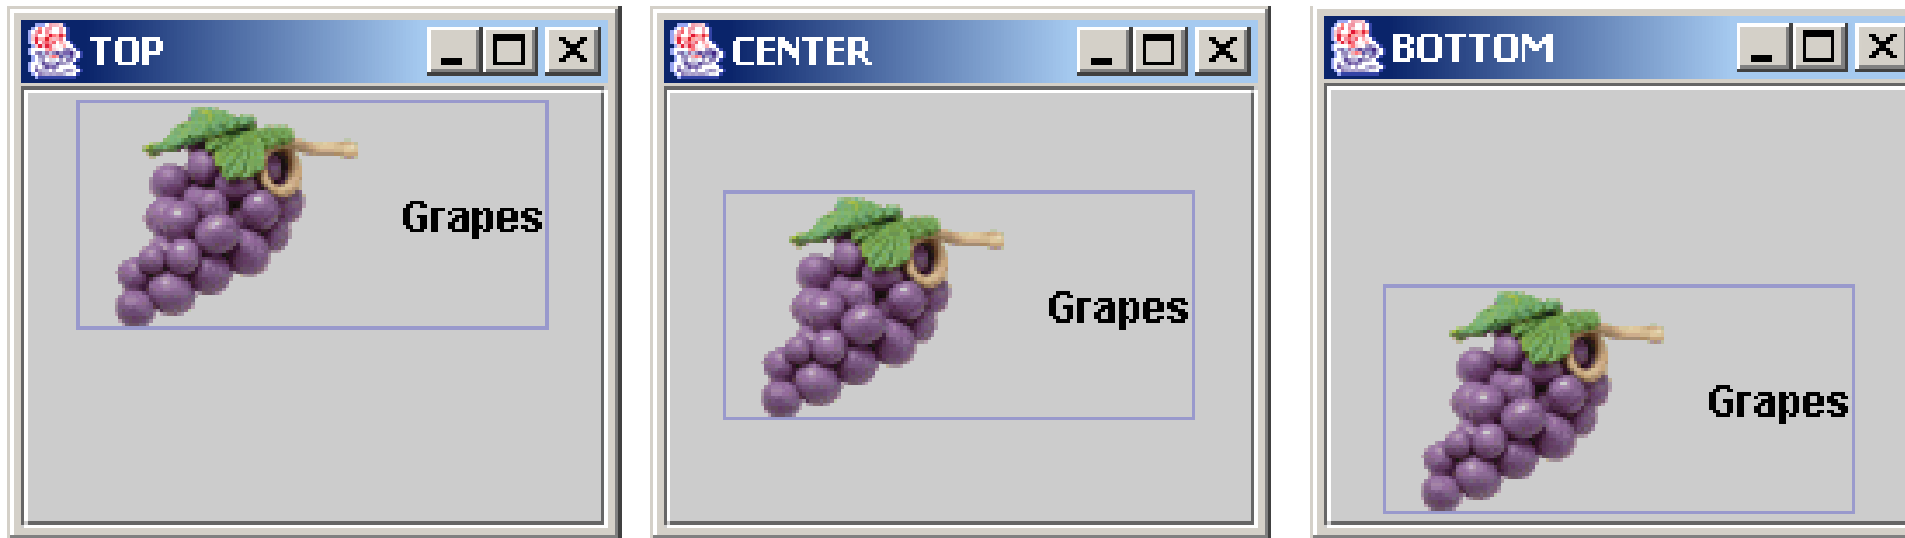 TOP
Grapes
CENTER
Grapes
BOTTOM
Grapes